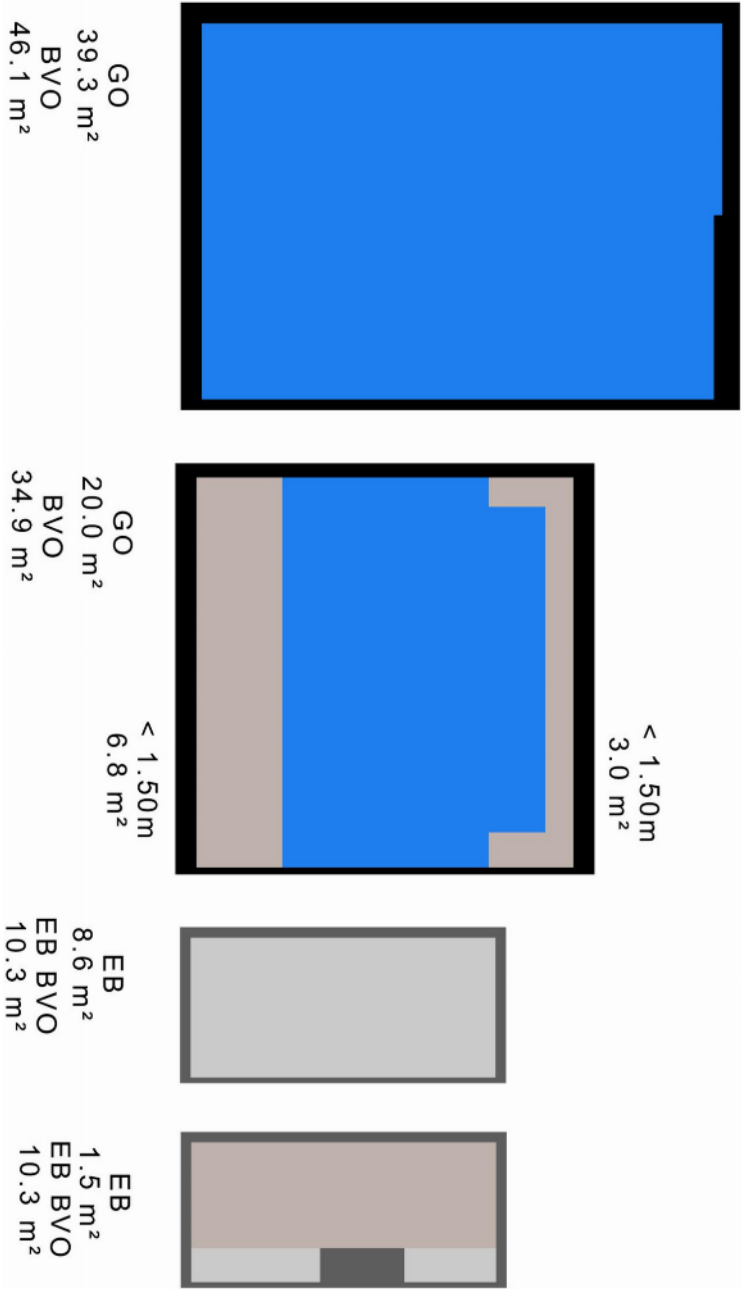 GO
39.3 m²
BVO
46.1 m²
GO
20.0 m²
BVO
34.9 m²
< 1.50m
6.8 m²
< 1.50m
3.0 m²
EB
8.6 m²
EB BVO
10.3 m²
EB
1.5 m²
EB BVO
10.3 m²